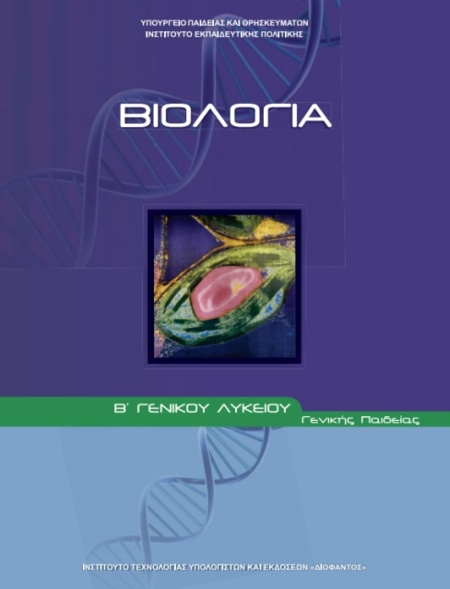 ΥΠΟΥΡΓΕΙΟ ΠΑΙΔΕΙΑΣ ΚΑΙ ΘΡΗΣΚΕΥΜΑΤΩΝ
ΙΝΣΤΙΤΟΥΤΟ ΕΚΠΑΙΔΕΥΤΙΚΗΣ ΠΟΛΙΤΙΚΗΣ
ΒΙΟΛΟΓΙΑ
Β΄ ΓΕΝΙΚΟΥ ΛΥΚΕΙΟΥ
Γενικής Παιδείας
ΙΝΣΤΙΤΟΥΤΟ ΤΕΧΝΟΛΟΓΙΑΣ ΥΠΟΛΟΓΙΣΤΩΝ ΚΑΙ ΕΚΔΟΣΕΩΝ «ΔΙΟΦΑΝΤΟΣ»